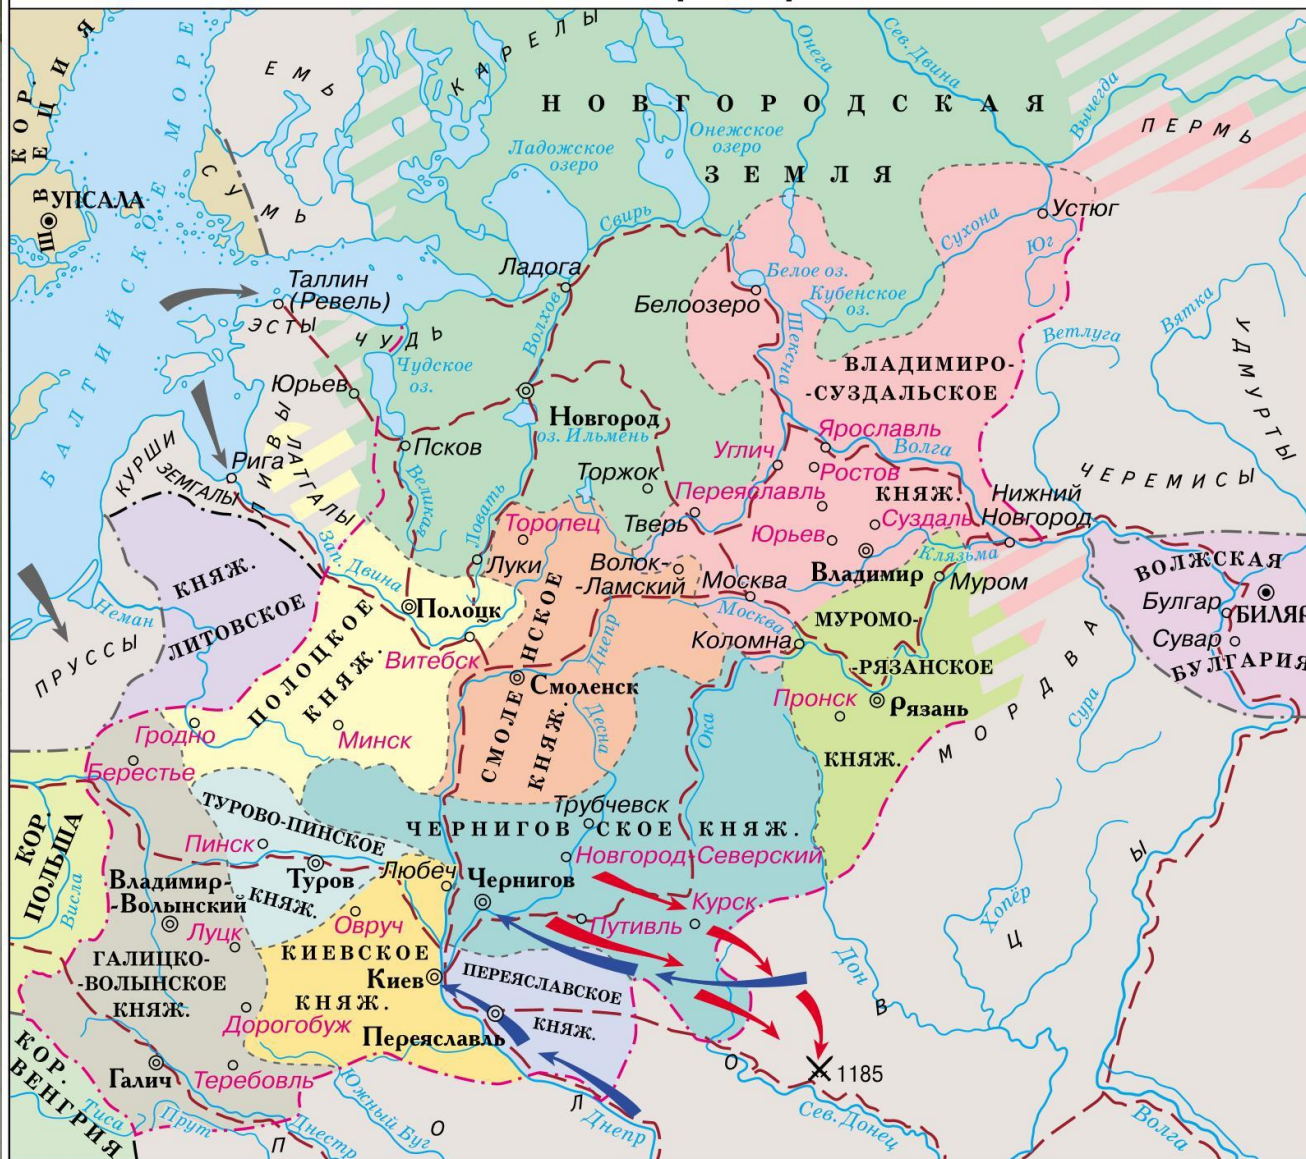 КОР.
ШВЕЦИЯ
УПСАЛА
БАЛТИЙСКОЕ МОРЕ
ЕМЬ
СУМЬ
КАРЕЛЫ
НОВГОРОДСКАЯ
ЗЕМЛЯ
Ладожское
озеро
Онежское
озеро
Онега
Сев. Двина
Вычегда
ПЕРМЬ
Свирь
Сухона
Устюг
Юг
Таллин
(Ревель)
ЭСТЫ
ЧУДЬ
Ладога
Волхов
Белоозеро
Белое оз.
Кубенское
оз.
Шексна
Ветлуга
Вятка
УДМУРТЫ
Чудское
оз.
Юрьев
ВЛАДИМИРО-
-СУЗДАЛЬСКОЕ
КНЯЖ.
Новгород
оз. Ильмень
Псков
Великая
Ловать
Торжок
Углич
Ярославль
Волга
Ростов
Переяславль
Тверь
Юрьев
Суздаль
Нижний
Новгород
ЧЕРЕМИСЫ
КУРШИ
ЗЕМГАЛЫ
ЛИВЫ
ЛАТГАЛЫ
Рига
Зап. Двина
Торопец
Луки
Волок-
-Ламский
Москва
Владимир
Клязьма
Муром
ВОЛЖСКАЯ
БУЛГАРИЯ
Булгар
БИЛЯР
Сувар
КНЯЖ.
ЛИТОВСКОЕ
Неман
ПРУССЫ
Полоцк
ПОЛОЦКОЕ
КНЯЖ.
Витебск
СМОЛЕНСКОЕ
КНЯЖ.
Смоленск
Днепр
Десна
Москва
Коломна
МУРОМО-
-РЯЗАНСКОЕ
КНЯЖ.
Пронск
Рязань
МОРДВА
Сура
Ока
Гродно
Минск
Берестье
КОР.
ПОЛЬША
Висла
ТУРОВО-ПИНСКОЕ
КНЯЖ.
Пинск
Туров
Трубчевск
ЧЕРНИГОВСКОЕ КНЯЖ.
Новгород-Северский
Любеч
Чернигов
Путивль
Курск
Владимир-
-Волынский
Луцк
Овруч
ГАЛИЦКО-
-ВОЛЫНСКОЕ
КНЯЖ.
КИЕВСКОЕ
КНЯЖ.
Киев
ПЕРЕЯСЛАВСКОЕ
КНЯЖ.
Переяславль
Дорогобуж
Галич
Теребовль
КОР.
ВЕНГРИЯ
Тиса
Прут
Днестр
Южный Буг
Днепр
ПОЛОВЦЫ
1185
Сев. Донец
Дон
Хопёр
Волга